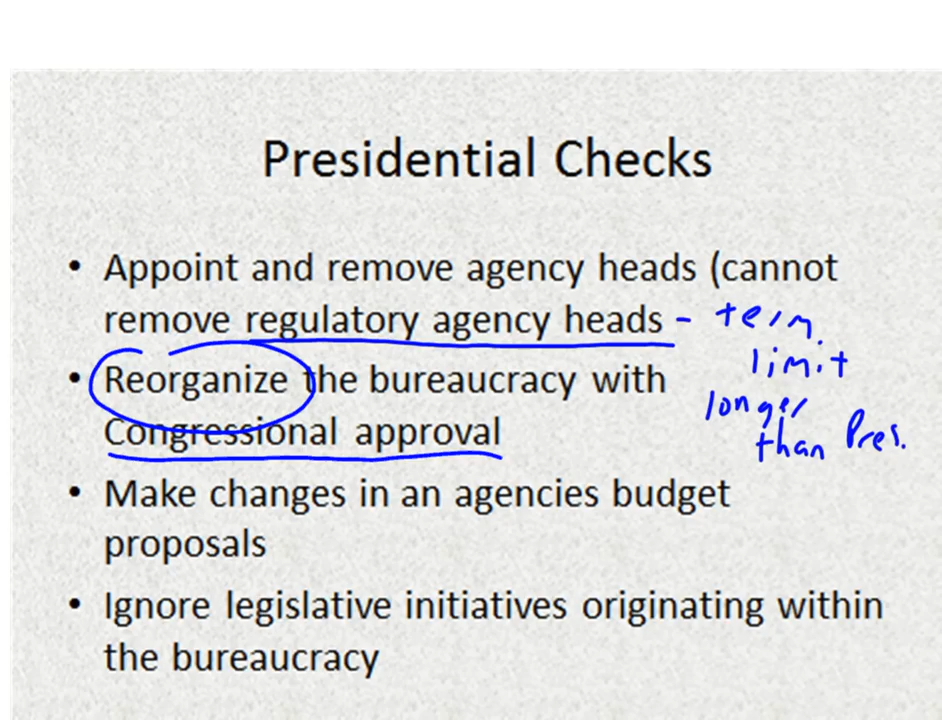 Presidential Checks
• Appoint and remove agency heads (cannot
remove regulatory agency heads - term
limit
• Reorganize the bureaucracy with
longer
Congressional approval
than Pres.
• Make changes in an agencies budget
proposals
• Ignore legislative initiatives originating within
the bureaucracy